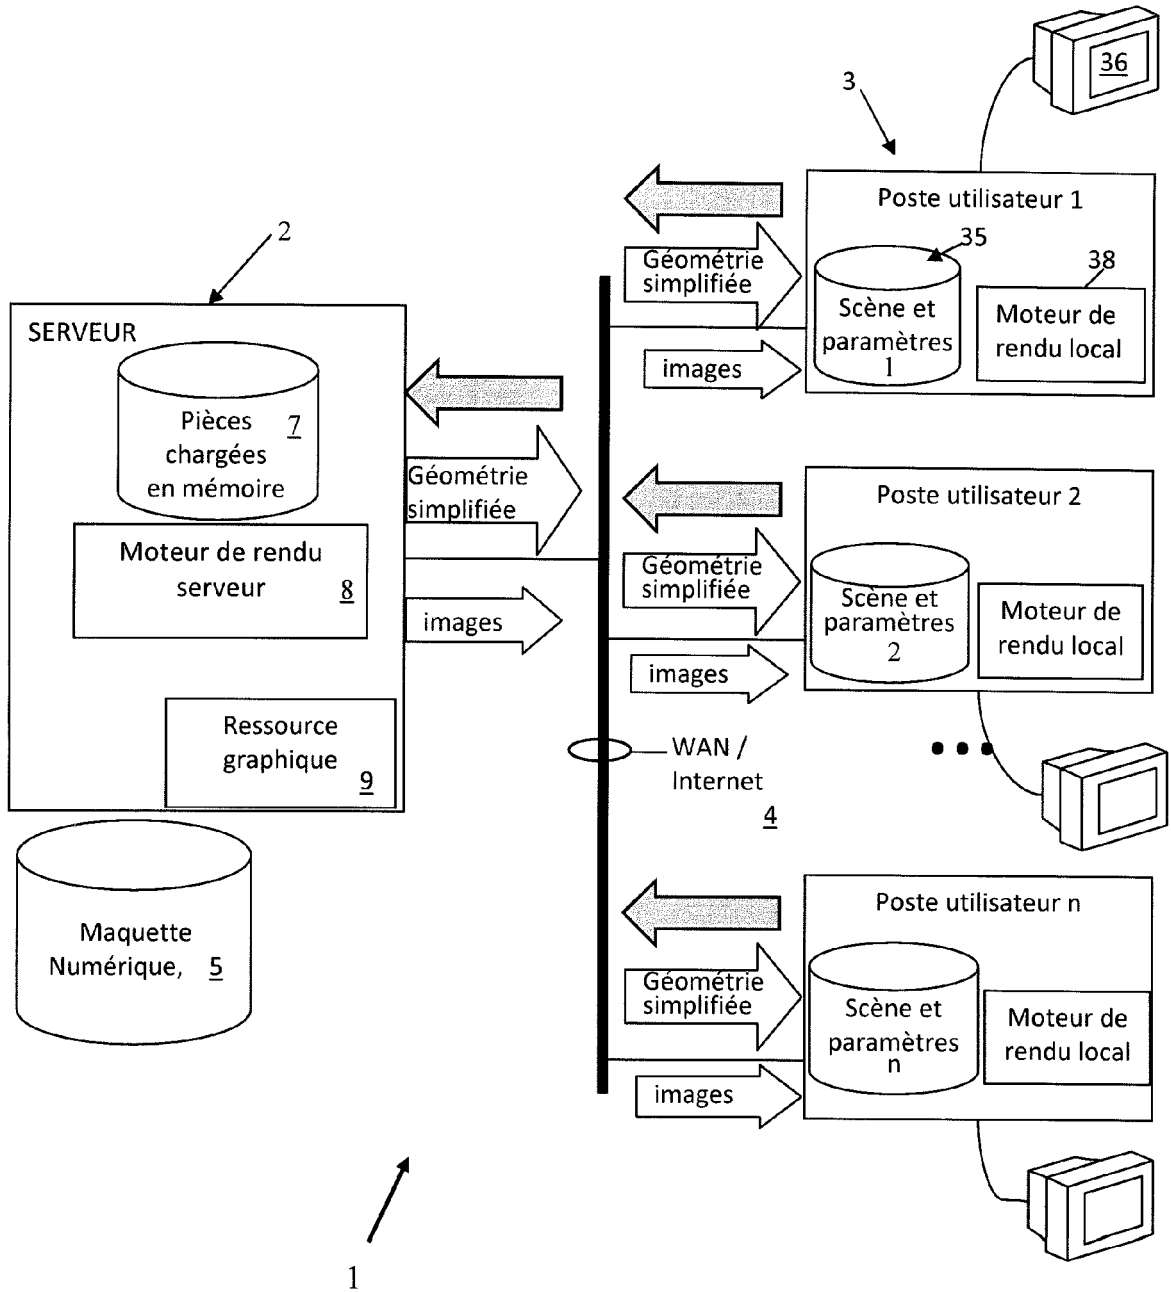 36
3
Poste utilisateur 1
35
38
Géométrie
simplifiée
Scène et
paramètres
1
Moteur de
rendu local
images
2
SERVEUR
Pièces
chargées
en mémoire
7
Géométrie
simplifiée
Moteur de rendu
serveur
8
images
Ressource
graphique
9
Maquette
Numérique,
5
Poste utilisateur 2
Géométrie
simplifiée
Scène et
paramètres
2
Moteur de
rendu local
images
WAN /
Internet
4
Poste utilisateur n
Géométrie
simplifiée
Scène et
paramètres
n
Moteur de
rendu local
images
1